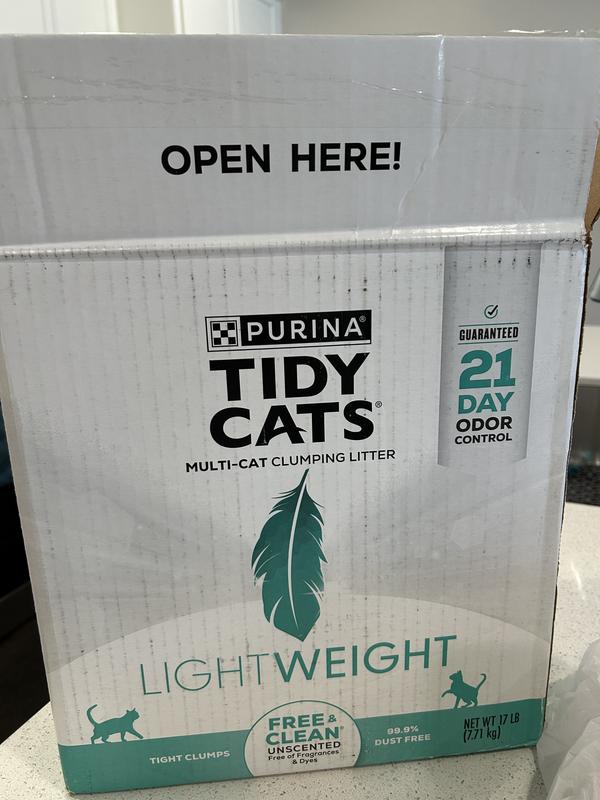 OPEN HERE!
PURINA®
TIDY
CATS®
MULTI-CAT CLUMPING LITTER
GUARANTEED
21
DAY
ODOR
CONTROL
LIGHTWEIGHT
TIGHT CLUMPS
FREE &
CLEAN®
UNSCENTED
Free of Fragrances
& Dyes
99.9%
DUST FREE
NET WT 17 LB
(7.71 kg)